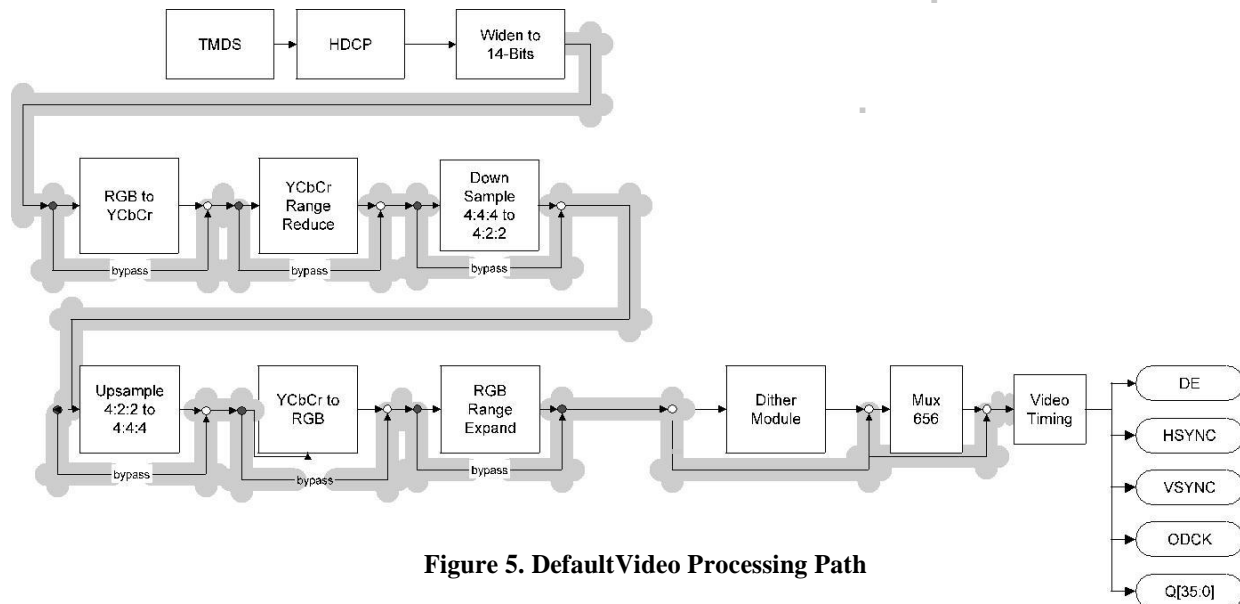 TMDS
HDCP
Widen to
14-Bits
RGB to
YCbCr
YCbCr
Range
Reduce
Down
Sample
4:4:4 to
4:2:2
bypass
bypass
bypass
Upsample
4:2:2 to
4:4:4
YCbCr to
RGB
RGB
Range
Expand
Dither
Module
Mux
656
Video
Timing
bypass
bypass
bypass
DE
HSYNC
VSYNC
ODCK
Q[35:0]
Figure 5. DefaultVideo Processing Path